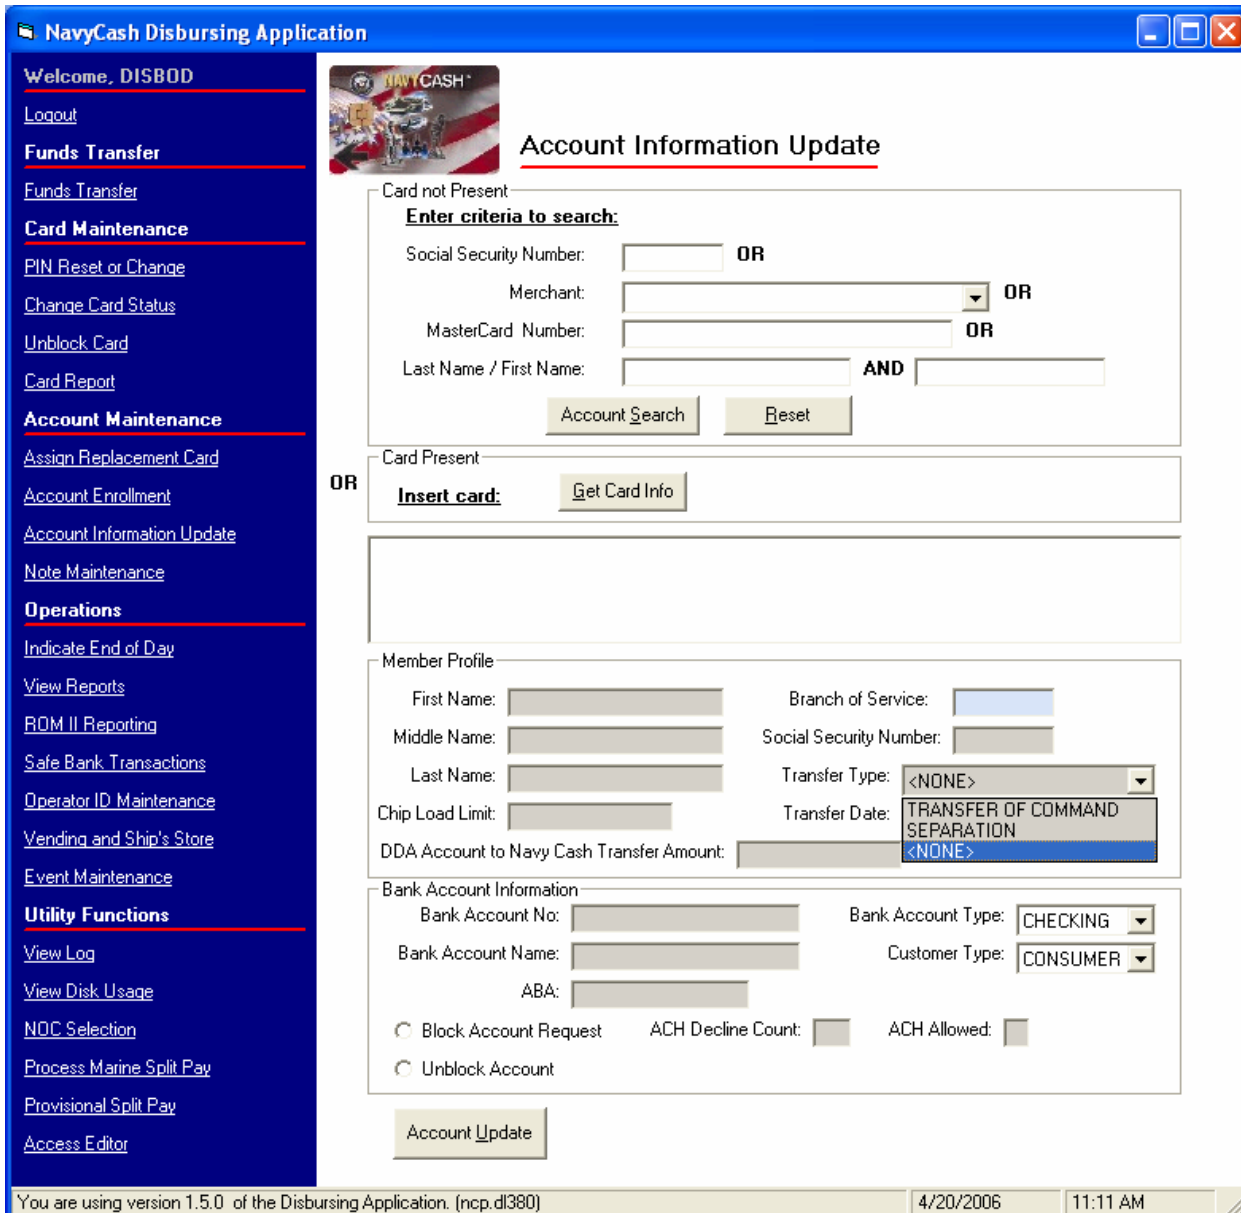 NavyCash Disbursing Application
Welcome, DISBOD
Logout
Funds Transfer
Funds Transfer
Card Maintenance
PIN Reset or Change
Change Card Status
Unblock Card
Card Report
Account Maintenance
Assign Replacement Card
Account Enrollment
Account Information Update
Note Maintenance
Operations
Indicate End of Day
View Reports
ROM II Reporting
Safe Bank Transactions
Operator ID Maintenance
Vending and Ship's Store
Event Maintenance
Utility Functions
View Log
View Disk Usage
NOC Selection
Process Marine Split Pay
Provisional Split Pay
Access Editor
NAVYCASH
Account Information Update
Card not Present
Enter criteria to search:
Social Security Number: OR
Merchant: OR
MasterCard Number: OR
Last Name / First Name: AND
Account Search Reset
OR
Card Present
Insert card: Get Card Info
Member Profile
First Name: Branch of Service:
Middle Name: Social Security Number:
Last Name: Transfer Type: <NONE>
Chip Load Limit: Transfer Date: TRANSFER OF COMMAND
SEPARATION
DDA Account to Navy Cash Transfer Amount: <NONE>
Bank Account Information
Bank Account No: Bank Account Type: CHECKING
Bank Account Name: Customer Type: CONSUMER
ABA:
Block Account Request ACH Decline Count: ACH Allowed:
Unblock Account
Account Update
You are using version 1.5.0 of the Disbursing Application. (ncp.dl380) 4/20/2006 11:11 AM